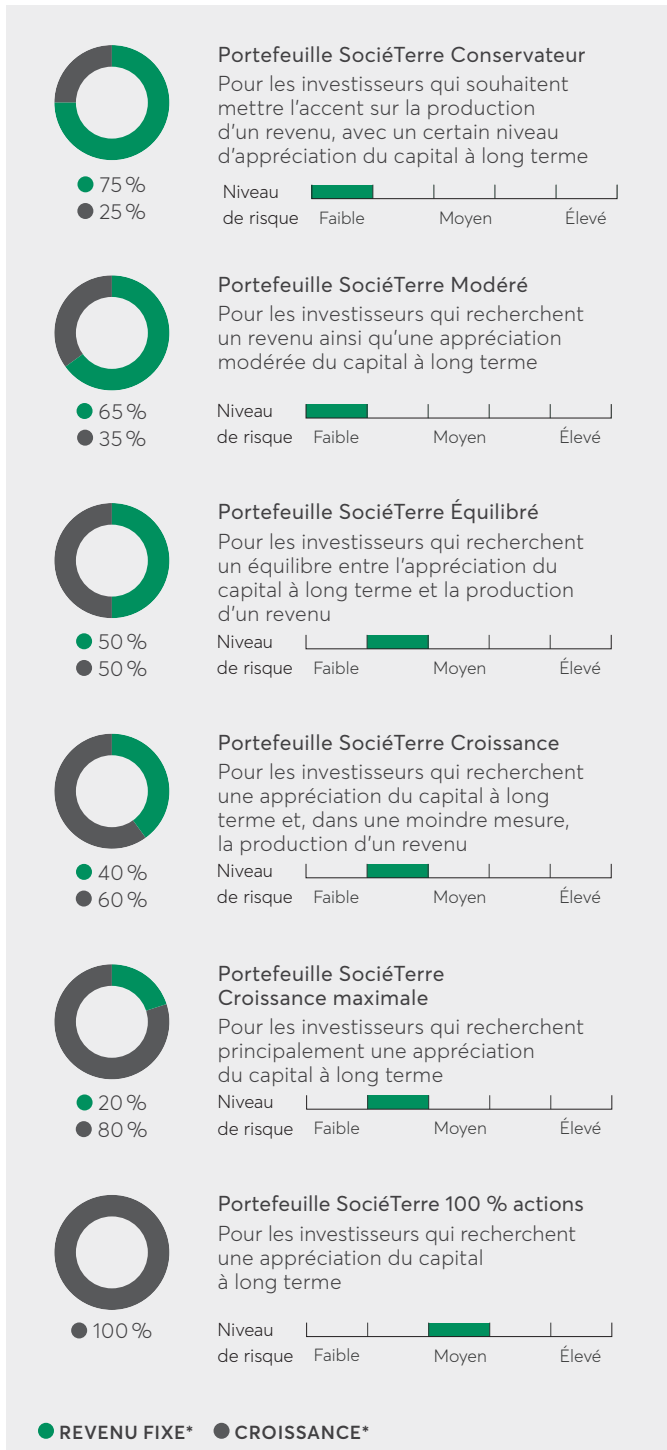 Portefeuille SociéTerre Conservateur
Pour les investisseurs qui souhaitent
mettre l'accent sur la production
d'un revenu, avec un certain niveau
d'appréciation du capital à long terme
75 %
25 %
Niveau
de risque Faible Moyen Élevé
Portefeuille SociéTerre Modéré
Pour les investisseurs qui recherchent
un revenu ainsi qu'une appréciation
modérée du capital à long terme
65 %
35 %
Niveau
de risque Faible Moyen Élevé
Portefeuille SociéTerre Équilibré
Pour les investisseurs qui recherchent
un équilibre entre l'appréciation du
capital à long terme et la production
d'un revenu
50 %
50 %
Niveau
de risque Faible Moyen Élevé
Portefeuille SociéTerre Croissance
Pour les investisseurs qui recherchent
une appréciation du capital à long
terme et, dans une moindre mesure,
la production d'un revenu
40 %
60 %
Niveau
de risque Faible Moyen Élevé
Portefeuille SociéTerre
Croissance maximale
Pour les investisseurs qui recherchent
principalement une appréciation
du capital à long terme
20 %
80 %
Niveau
de risque Faible Moyen Élevé
Portefeuille SociéTerre 100 % actions
Pour les investisseurs qui recherchent
une appréciation du capital
à long terme
100 %
Niveau
de risque Faible Moyen Élevé
REVENU FIXE* CROISSANCE*